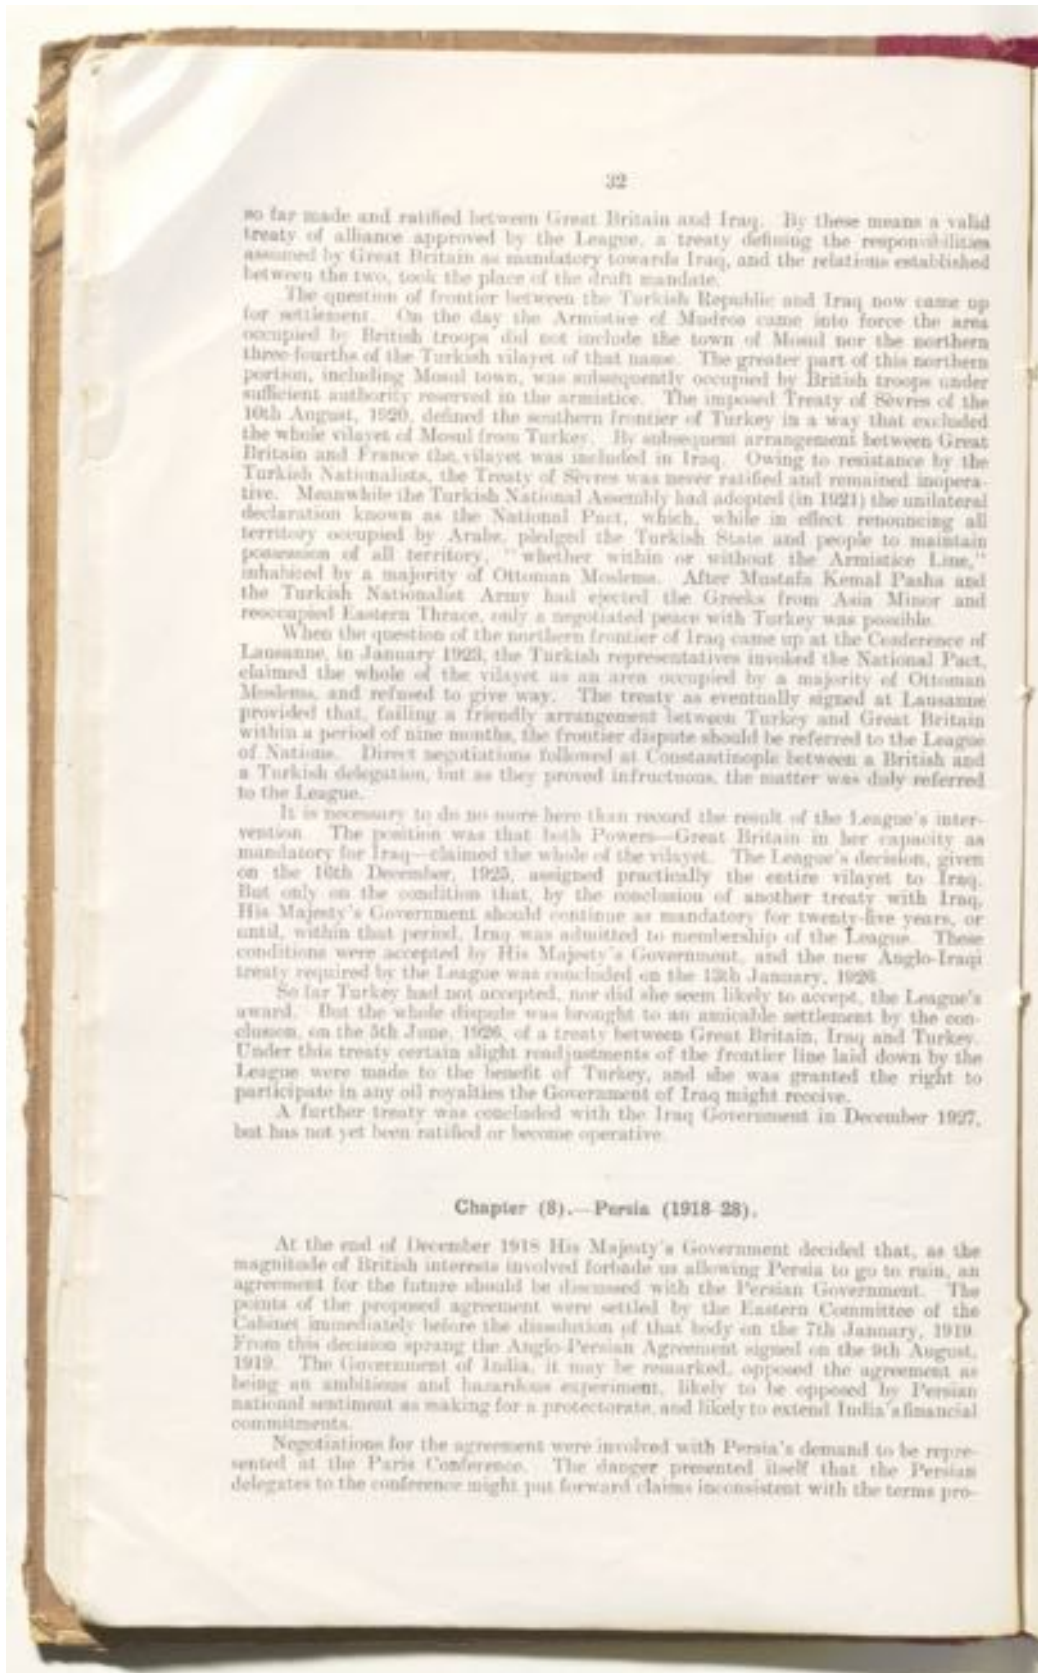 32
so far made and ratified between Great Britain and Iraq. By these means a valid
treaty of alliance approved by the League, a treaty defining the responsibilities
assumed by Great Britain as mandatory towards Iraq, and the relations established
between the two, took the place of the draft mandate.
The question of frontier between the Turkish Republic and Iraq now came up
for settlement. On the day the Armistice of Mudros came into force the area
occupied by British troops did not include the town of Mosul nor the northern
three-fourths of the Turkish vilayet of that name. The greater part of this northern
portion, including Mosul town, was subsequently occupied by British troops under
sufficient authority reserved in the armistice. The imposed Treaty of Sèvres of the
10th August, 1920, defined the southern frontier of Turkey in a way that excluded
the whole vilayet of Mosul from Turkey. By subsequent arrangement between Great
Britain and France the vilayet was included in Iraq. Owing to resistance by the
Turkish Nationalists, the Treaty of Sèvres was never ratified and remained inopera-
tive. Meanwhile the Turkish National Assembly had adopted (in 1921) the unilateral
declaration known as the National Pact, which, while in effect renouncing all
territory occupied by Arabs, pledged the Turkish State and people to maintain
possession of all territory, "whether within or without the Armistice Line,"
inhabited by a majority of Ottoman Moslems. After Mustafa Kemal Pasha and
the Turkish Nationalist Army had ejected the Greeks from Asia Minor and
reoccupied Eastern Thrace, only a negotiated peace with Turkey was possible.
When the question of the northern frontier of Iraq came up at the Conference of
Lausanne, in January 1923, the Turkish representatives invoked the National Pact,
claimed the whole of the vilayet as an area occupied by a majority of Ottoman
Moslems, and refused to give way. The treaty as eventually signed at Lausanne
provided that, failing a friendly arrangement between Turkey and Great Britain
within a period of nine months, the frontier dispute should be referred to the League
of Nations. Direct negotiations followed at Constantinople between a British and
a Turkish delegation, but as they proved infructuous, the matter was duly referred
to the League.
It is necessary to do no more here than record the result of the League's inter-
vention. The position was that both Powers—Great Britain in her capacity as
mandatory for Iraq—claimed the whole of the vilayet. The League's decision, given
on the 16th December, 1925, assigned practically the entire vilayet to Iraq.
But only on the condition that, by the conclusion of another treaty with Iraq,
His Majesty's Government should continue as mandatory for twenty-five years, or
until, within that period, Iraq was admitted to membership of the League. These
conditions were accepted by His Majesty's Government, and the new Anglo-Iraqi
treaty required by the League was concluded on the 13th January, 1926.
So far Turkey had not accepted, nor did she seem likely to accept, the League's
award. But the whole dispute was brought to an amicable settlement by the con-
clusion, on the 5th June, 1926, of a treaty between Great Britain, Iraq and Turkey.
Under this treaty certain slight readjustments of the frontier line laid down by the
League were made to the benefit of Turkey, and she was granted the right to
participate in any oil royalties the Government of Iraq might receive.
A further treaty was concluded with the Iraq Government in December 1927,
but has not yet been ratified or become operative.
Chapter (8).—Persia (1918-28).
At the end of December 1918 His Majesty's Government decided that, as the
magnitude of British interests involved forbade us allowing Persia to go to ruin, an
agreement for the future should be discussed with the Persian Government. The
points of the proposed agreement were settled by the Eastern Committee of the
Cabinet immediately before the dissolution of that body on the 7th January, 1919.
From this decision sprang the Anglo-Persian Agreement signed on the 9th August,
1919. The Government of India, it may be remarked, opposed the agreement as
being an ambitious and hazardous experiment, likely to be opposed by Persian
national sentiment as making for a protectorate, and likely to extend India's financial
commitments.
Negotiations for the agreement were involved with Persia's demand to be repre-
sented at the Paris Conference. The danger presented itself that the Persian
delegates to the conference might put forward claims inconsistent with the terms pro-